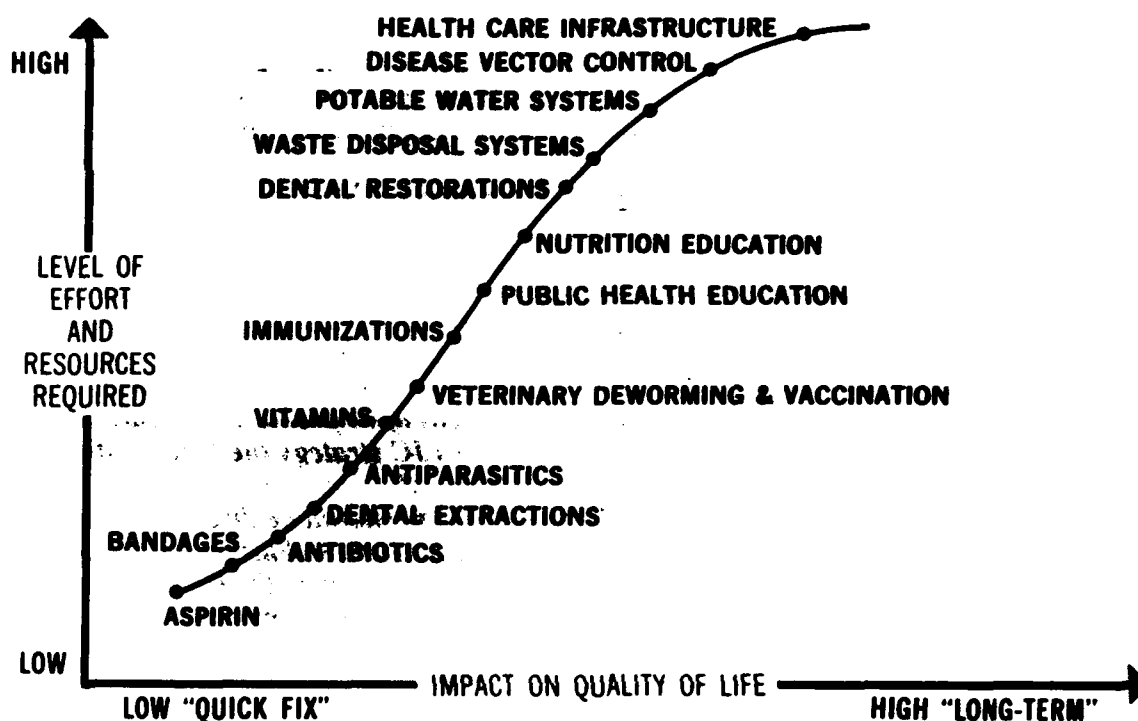 HEALTH CARE INFRASTRUCTURE
HIGH
DISEASE VECTOR CONTROL
POTABLE WATER SYSTEMS
WASTE DISPOSAL SYSTEMS
DENTAL RESTORATIONS
NUTRITION EDUCATION
LEVEL OF
EFFORT
AND
RESOURCES
REQUIRED
PUBLIC HEALTH EDUCATION
IMMUNIZATIONS
VETERINARY DEWORMING & VACCINATION
VITAMINS
ANTIPARASITICS
DENTAL EXTRACTIONS
BANDAGES
ANTIBIOTICS
ASPIRIN
LOW
IMPACT ON QUALITY OF LIFE
LOW "QUICK FIX"
HIGH "LONG-TERM"